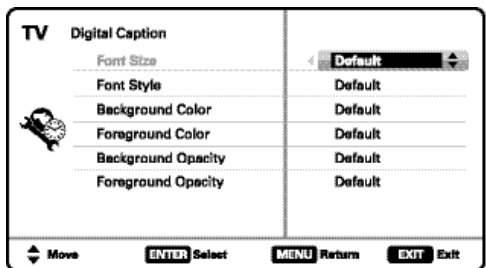 TV Digital Caption
Font Size Default
Font Style Default
Background Color Default
Foreground Color Default
Background Opacity Default
Foreground Opacity Default
Move ENTER Select MENU Return EXIT Exit